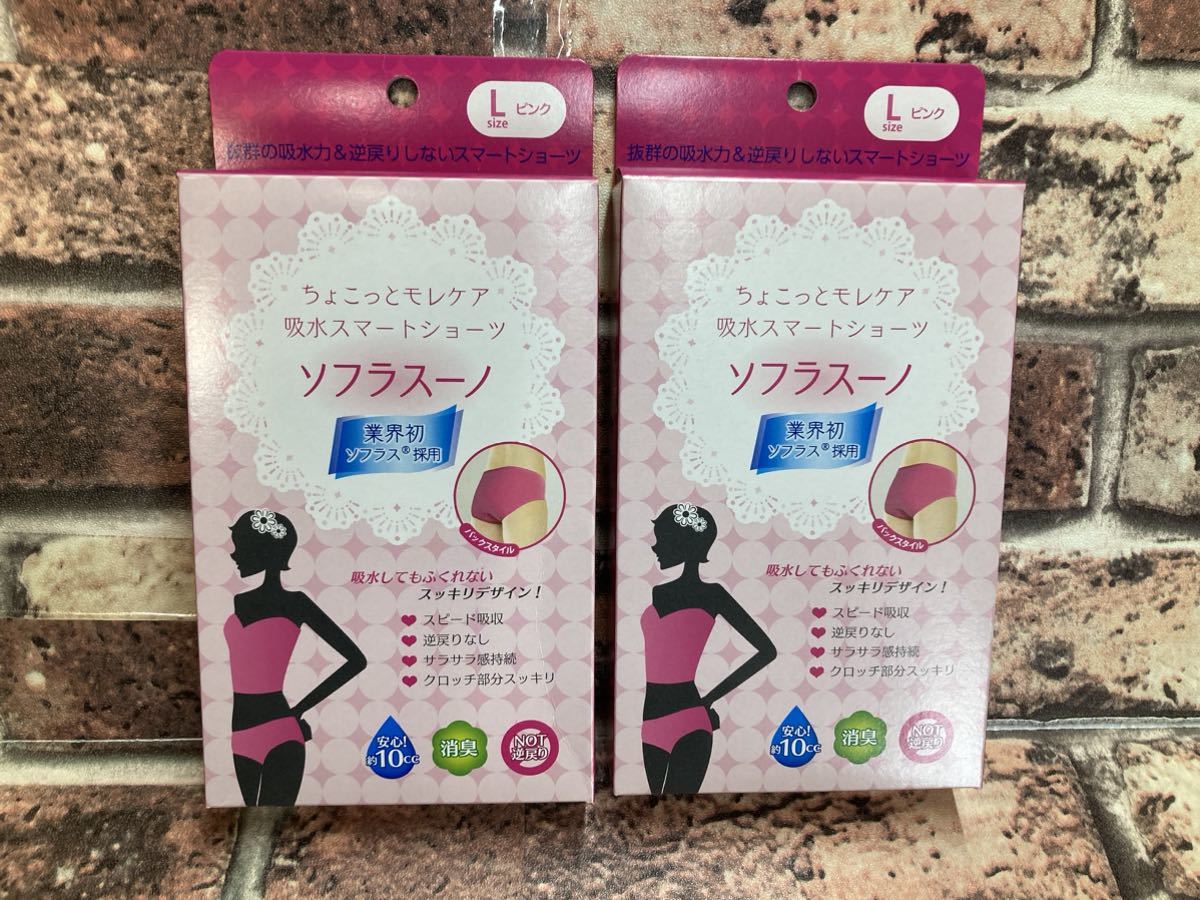 L ピンク
size
抜群の吸水力&逆戻りしないスマートショーツ
ちょこっとモレケア
吸水スマートショーツ
ソフラスーノ
業界初
ソフラス®採用
バックスタイル
吸水してもふくれない
スッキリデザイン!
スピード吸収
逆戻りなし
サラサラ感持続
クロッチ部分スッキリ
安心!
約10cc
消臭
NOT
逆戻り
L ピンク
size
抜群の吸水力&逆戻りしないスマートショーツ
ちょこっとモレケア
吸水スマートショーツ
ソフラスーノ
業界初
ソフラス®採用
バックスタイル
吸水してもふくれない
スッキリデザイン!
スピード吸収
逆戻りなし
サラサラ感持続
クロッチ部分スッキリ
安心!
約10cc
消臭
NOT
逆戻り